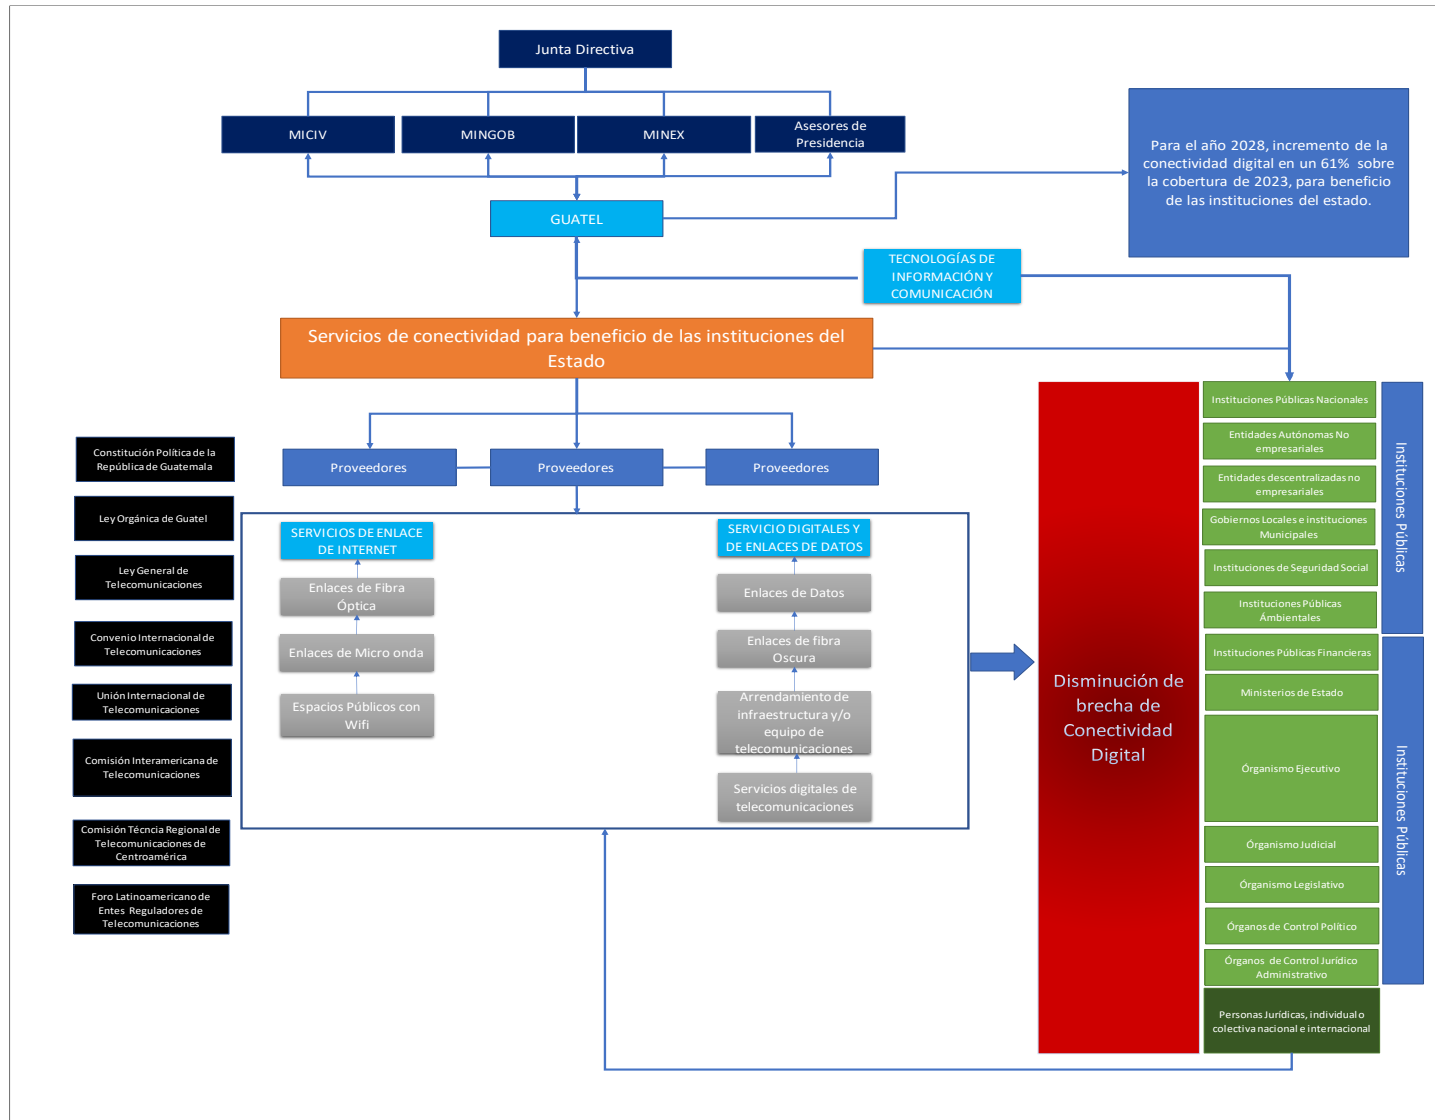 Junta Directiva
MICIV
MINGOB
MINEX
Asesores de
Presidencia
Para el año 2028, incremento de la
conectividad digital en un 61% sobre
la cobertura de 2023, para beneficio
de las instituciones del estado.
GUATEL
TECNOLOGÍAS DE
INFORMACIÓN Y
COMUNICACIÓN
Servicios de conectividad para beneficio de las instituciones del
Estado
Proveedores
Proveedores
Proveedores
Constitución Política de la
República de Guatemala
Ley Orgánica de Guatel
Ley General de
Telecomunicaciones
Convenio Internacional de
Telecomunicaciones
Unión Internacional de
Telecomunicaciones
Comisión Interamericana de
Telecomunicaciones
Comisión Técncia Regional de
Telecomunicaciones de
Centroamérica
Foro Latinoamericano de
Entes Reguladores de
Telecomunicaciones
SERVICIOS DE ENLACE
DE INTERNET
Enlaces de Fibra
Óptica
Enlaces de Micro onda
Espacios Públicos con
Wifi
SERVICIO DIGITALES Y
DE ENLACES DE DATOS
Enlaces de Datos
Enlaces de fibra
Oscura
Arrendamiento de
infraestructura y/o
equipo de
telecomunicaciones
Servicios digitales de
telecomunicaciones
Disminución de
brecha de
Conectividad
Digital
Instituciones Públicas Nacionales
Entidades Autónomas No
empresariales
Entidades descentralizadas no
empresariales
Gobiernos Locales e instituciones
Municipales
Instituciones de Seguridad Social
Instituciones Públicas
Ámbientales
Instituciones Públicas Financieras
Ministerios de Estado
Órganismo Ejecutivo
Órganismo Judicial
Órganismo Legislativo
Órganos de Control Político
Órganos de Control Jurídico
Administrativo
Personas Jurídicas, individual o
colectiva nacional e internacional
Instituciones Públicas
Instituciones Públicas